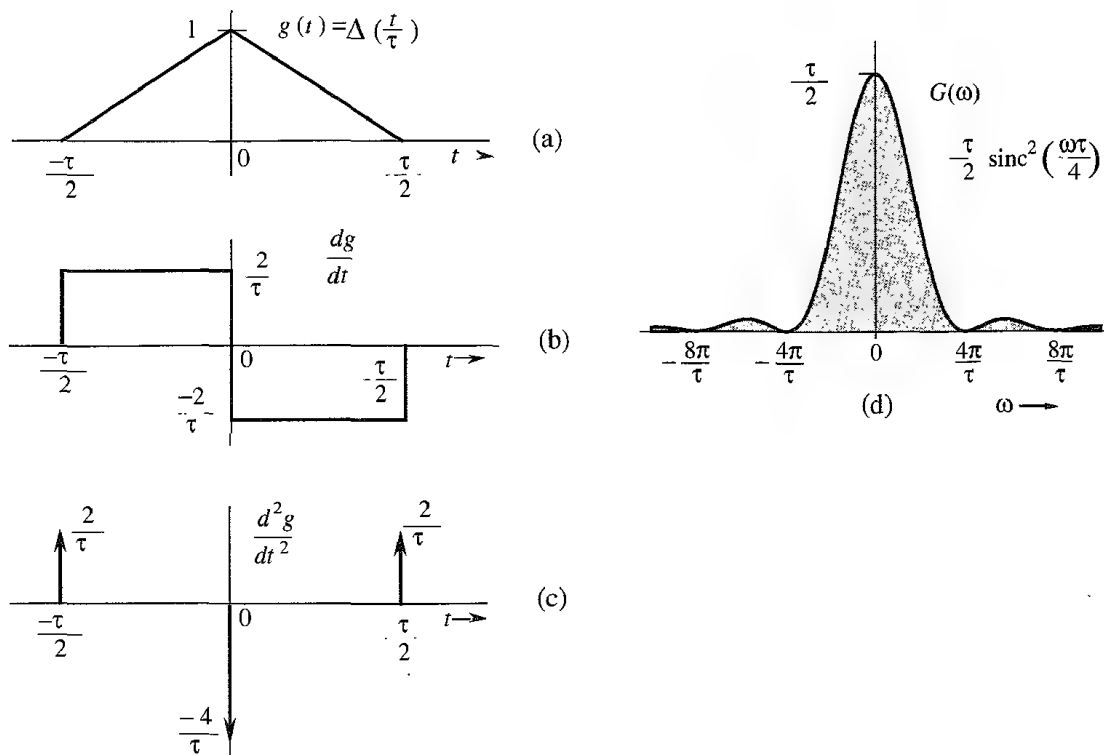 1
g (t) = Δ (t/τ)
-τ/2
0
τ/2
t
(a)
2/τ
dg/dt
-τ/2
0
-τ/2
t
-2/τ
(b)
2/τ
d²g/dt²
2/τ
-τ/2
0
τ/2
t
-4/τ
(c)
τ/2
G(ω)
τ/2 sinc² (ωτ/4)
-8π/τ
-4π/τ
0
4π/τ
8π/τ
(d)
ω